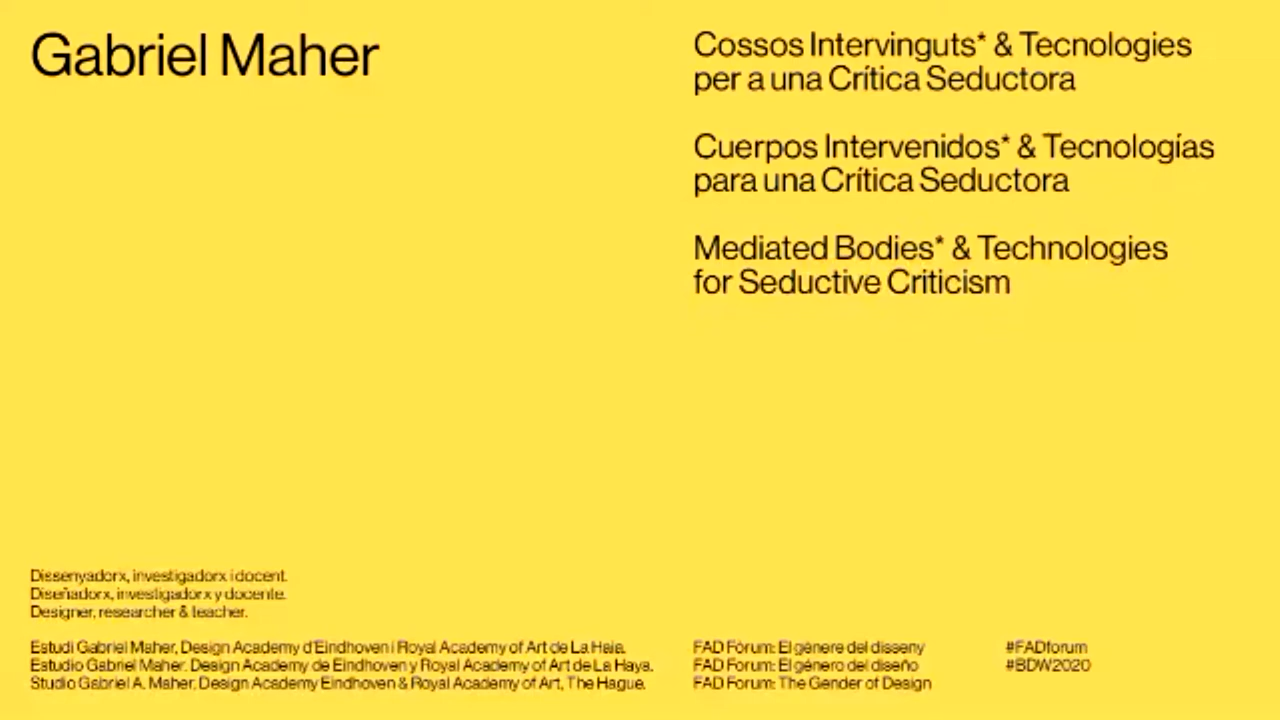 Gabriel Maher
Cossos Intervinguts* & Tecnologies
per a una Crítica Seductora
Cuerpos Intervenidos* & Tecnologías
para una Crítica Seductora
Mediated Bodies* & Technologies
for Seductive Criticism
Dissenyadorx, investigadorx i docent.
Diseñadorx, investigadorx y docente.
Designer, researcher & teacher.
Estudi Gabriel Maher, Design Academy d'Eindhoven i Royal Academy of Art de La Haia.
Estudio Gabriel Maher. Design Academy de Eindhoven y Royal Academy of Art de La Haya.
Studio Gabriel A. Maher. Design Academy Eindhoven & Royal Academy of Art, The Hague.
FAD Fòrum: El gènere del disseny
FAD Fórum: El género del diseño
FAD Forum: The Gender of Design
#FADforum
#BDW2020